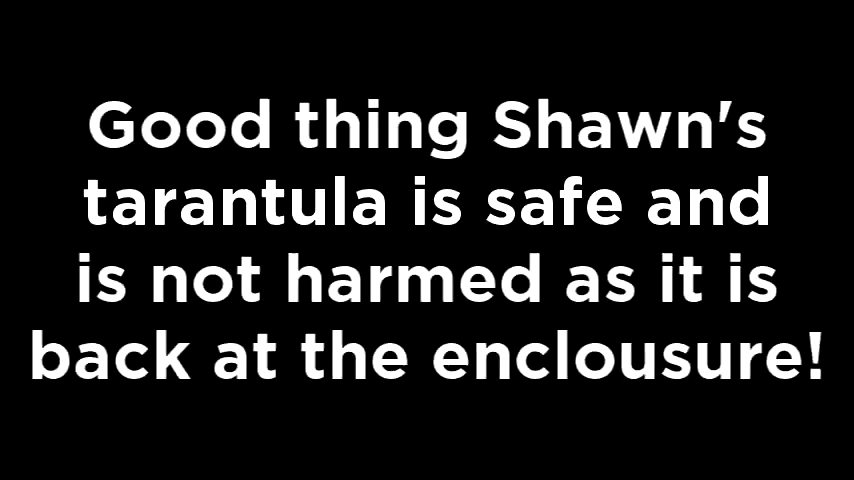 Good thing Shawn's
tarantula is safe and
is not harmed as it is
back at the enclousure!